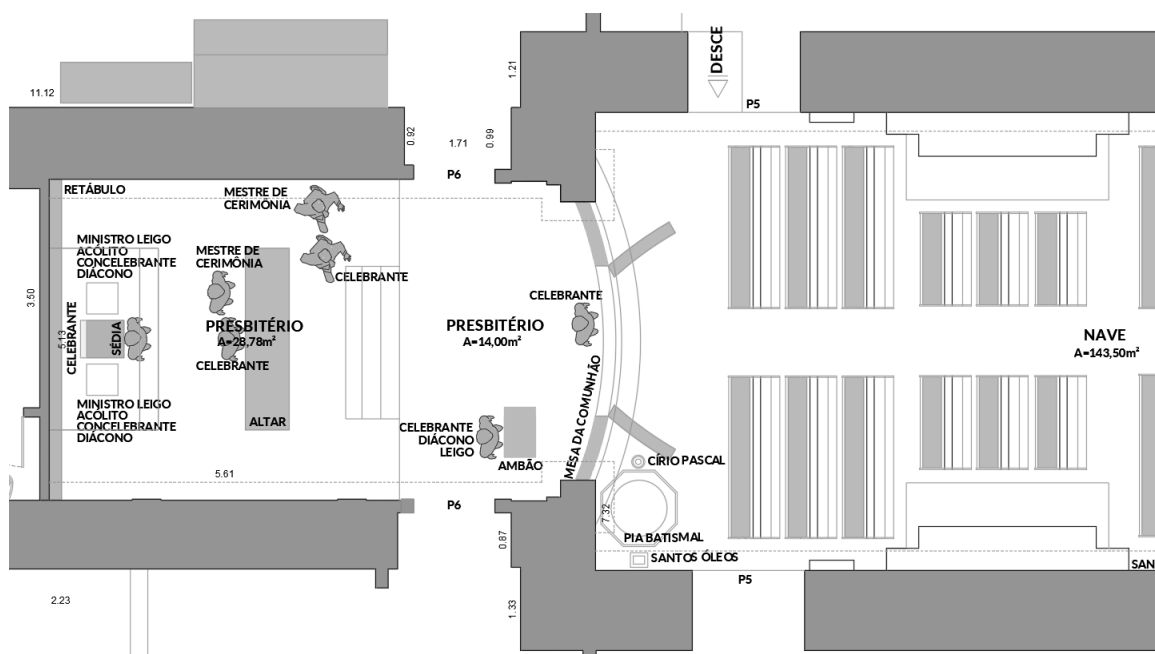 DESCE
1.21
11.12
P5
0.92
1.71
0.99
P6
RETÁBULO
MESTRE DE
CERIMÔNIA
MINISTRO LEIGO
ACÓLITO
CONCELEBRANTE
DIÁCONO
MESTRE DE
CERIMÔNIA
CELEBRANTE
3.50
CELEBRANTE
5.13
SÉDIA
PRESBITÉRIO
A=28,78m²
CELEBRANTE
CELEBRANTE
PRESBITÉRIO
A=14,00m²
NAVE
A=143,50m²
MINISTRO LEIGO
ACÓLITO
CONCELEBRANTE
DIÁCONO
ALTAR
CELEBRANTE
DIÁCONO
LEIGO
AMBÃO
MESA DA COMUNHÃO
CÍRIO PASCAL
5.61
7.32
P6
0.87
PIA BATISMAL
SANTOS ÓLEOS
SAN
P5
2.23
1.33